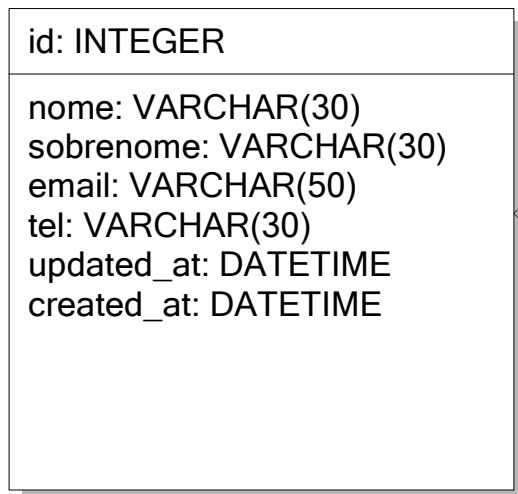 id: INTEGER
nome: VARCHAR(30)
sobrenome: VARCHAR(30)
email: VARCHAR(50)
tel: VARCHAR(30)
updated_at: DATETIME
created_at: DATETIME